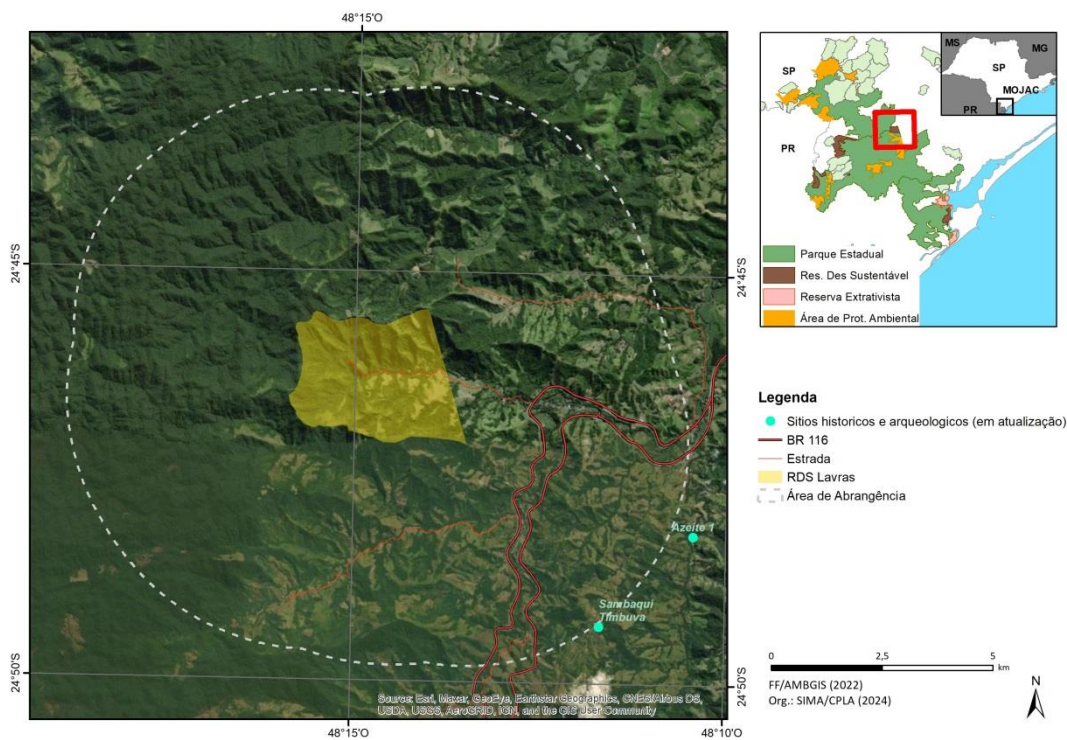 48°15'O
24°45'S
24°50'S
24°45'S
24°50'S
48°15'O
48°10'O
Azeite 1
Sambaqui
Timbuva
Source: Esri, Maxar, GeoEye, Earthstar Geographics, CNES/Airbus DS,
USDA, USGS, AeroGRID, IGN, and the GIS User Community
SP
PR
MS
MG
SP
MOJAC
PR
Parque Estadual
Res. Des Sustentável
Reserva Extrativista
Área de Prot. Ambiental
Legenda
Sitios historicos e arqueologicos (em atualização)
BR 116
Estrada
RDS Lavras
Área de Abrangência
0 2,5 5
km
FF/AMBGIS (2022)
Org.: SIMA/CPLA (2024)
N